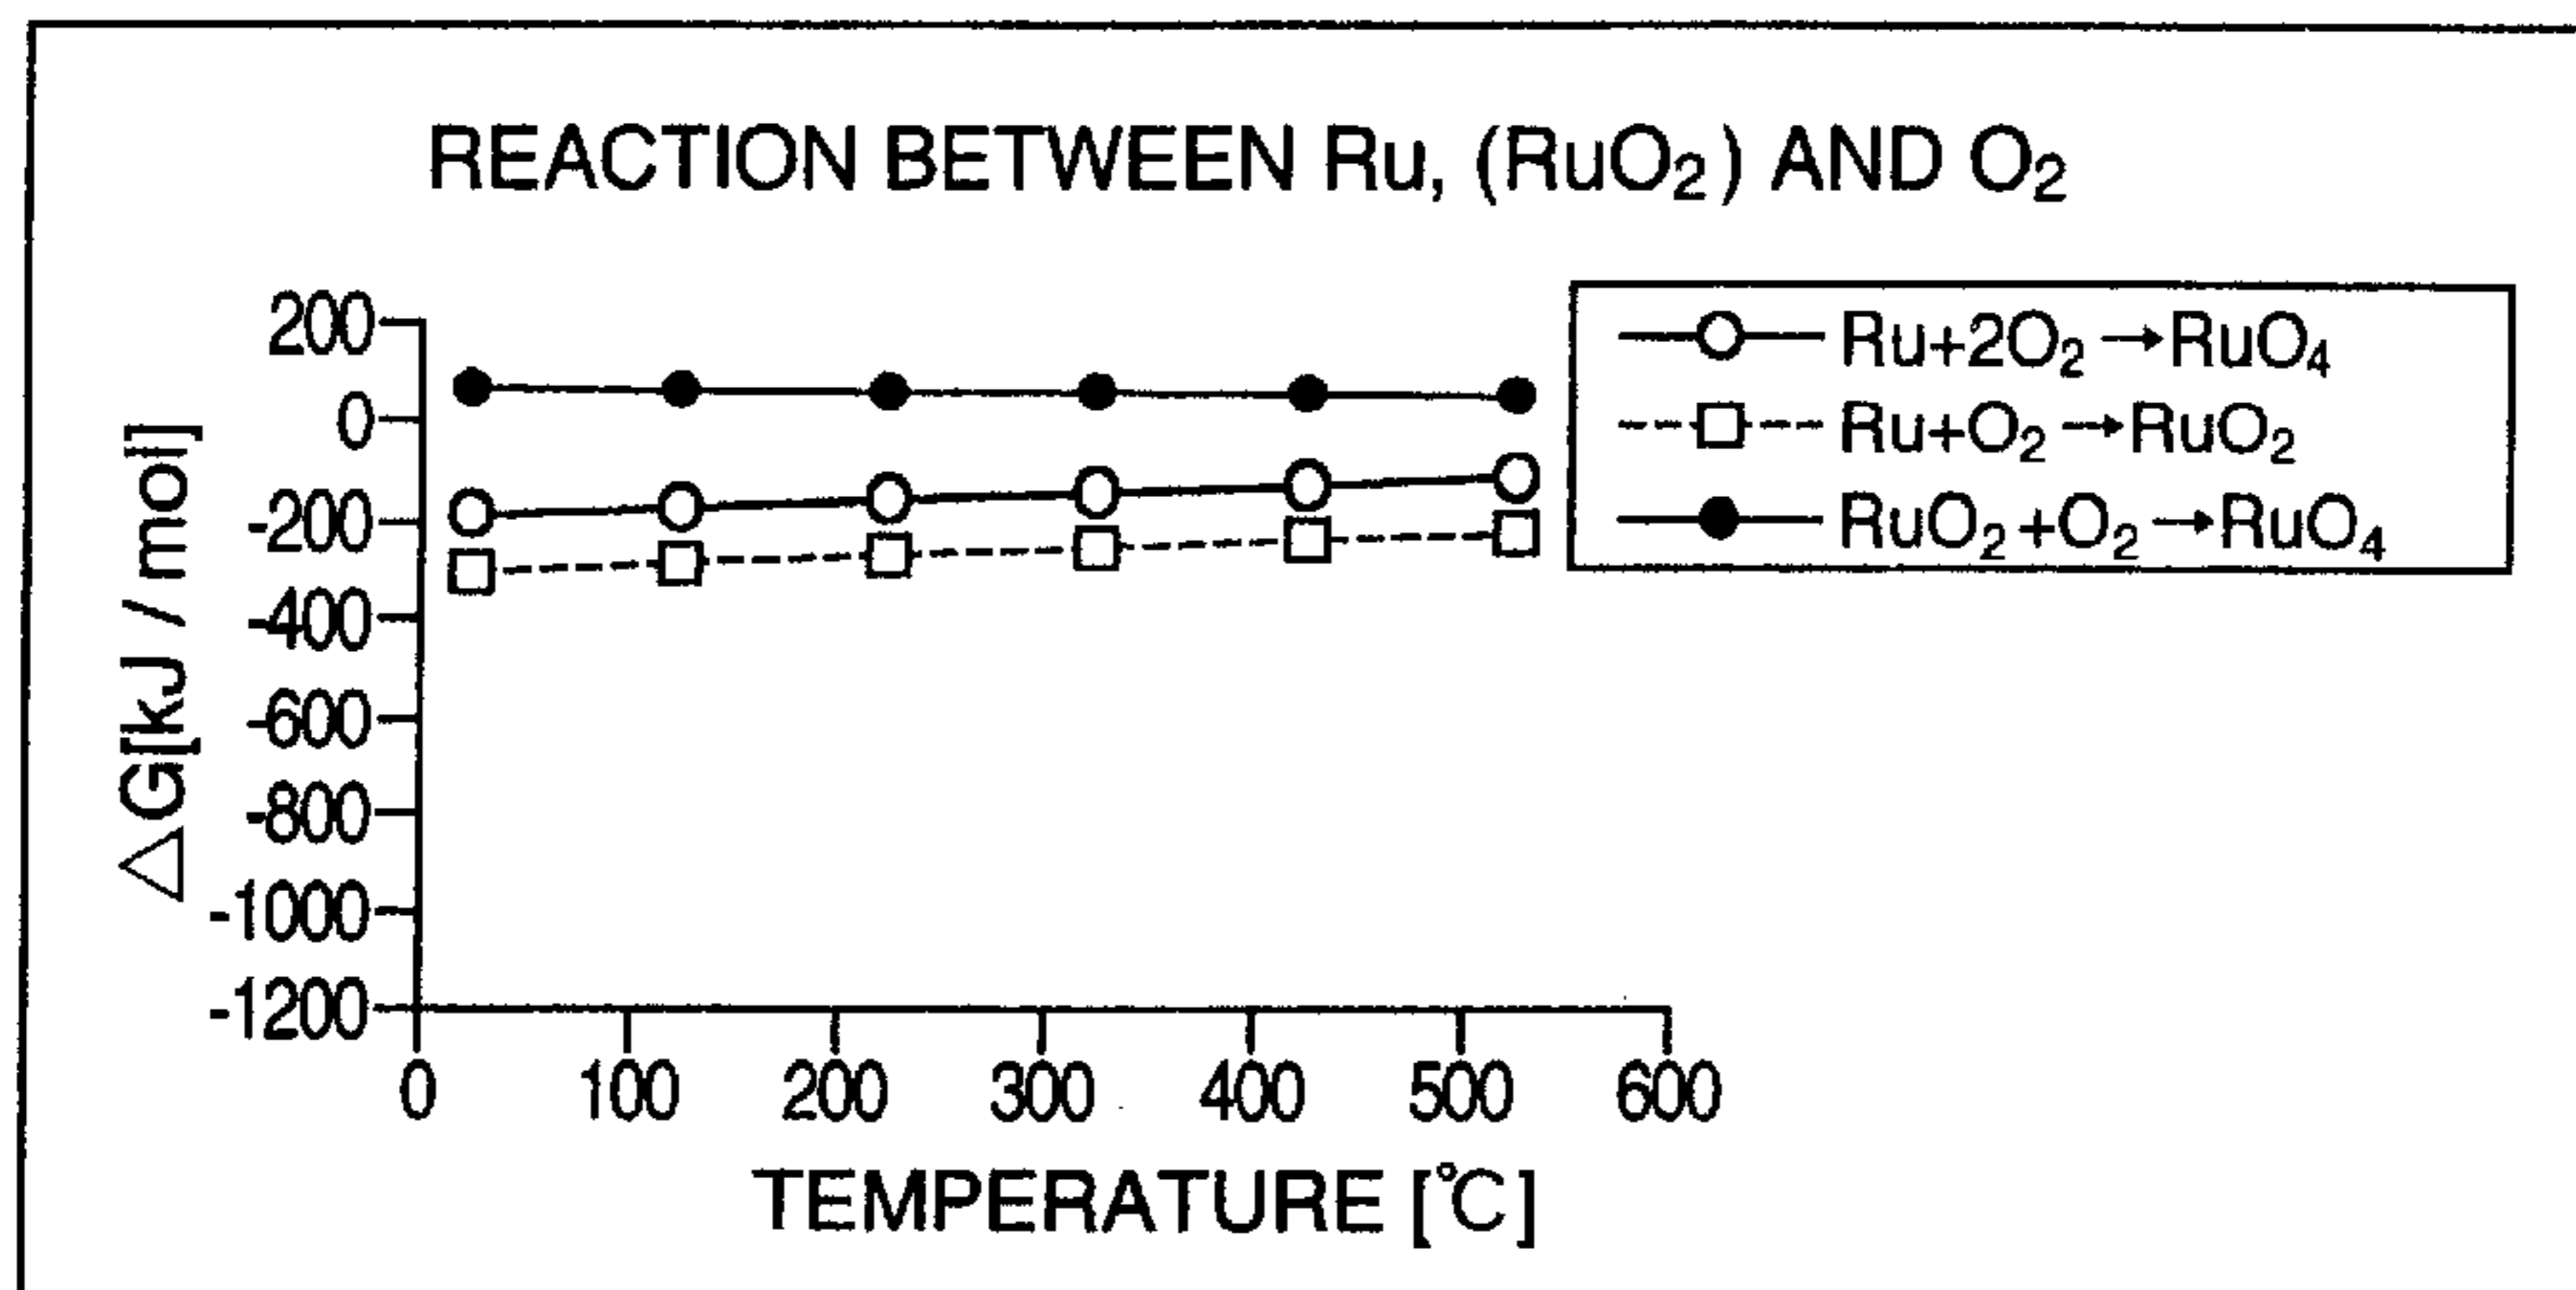 REACTION BETWEEN Ru, (RuO₂) AND O₂
200
0
-200
-400
-600
-800
-1000
-1200
△G[kJ / mol]
Ru+2O₂→RuO₄
Ru+O₂→RuO₂
RuO₂+O₂→RuO₄
0 100 200 300 400 500 600
TEMPERATURE [℃]